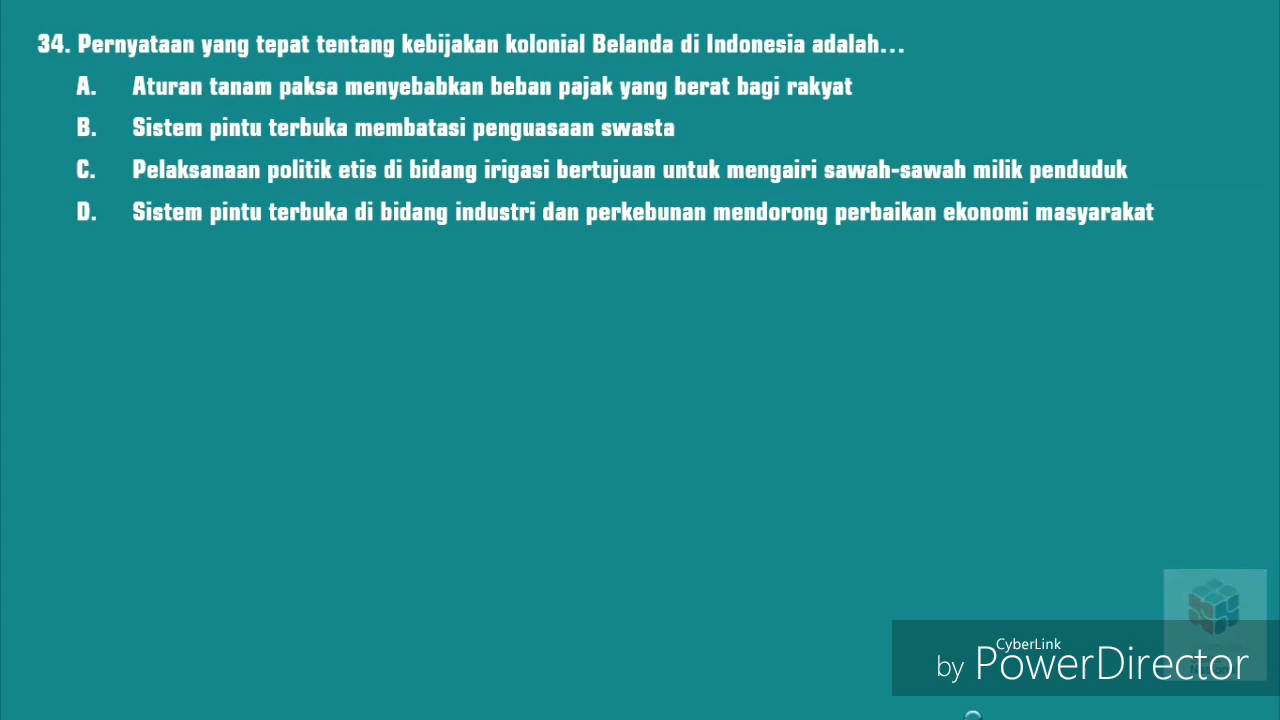 34. Pernyataan yang tepat tentang kebijakan kolonial Belanda di Indonesia adalah...
A. Aturan tanam paksa menyebabkan beban pajak yang berat bagi rakyat
B. Sistem pintu terbuka membatasi penguasaan swasta
C. Pelaksanaan politik etis di bidang irigasi bertujuan untuk mengairi sawah-sawah milik penduduk
D. Sistem pintu terbuka di bidang industri dan perkebunan mendorong perbaikan ekonomi masyarakat
CyberLink
by PowerDirector